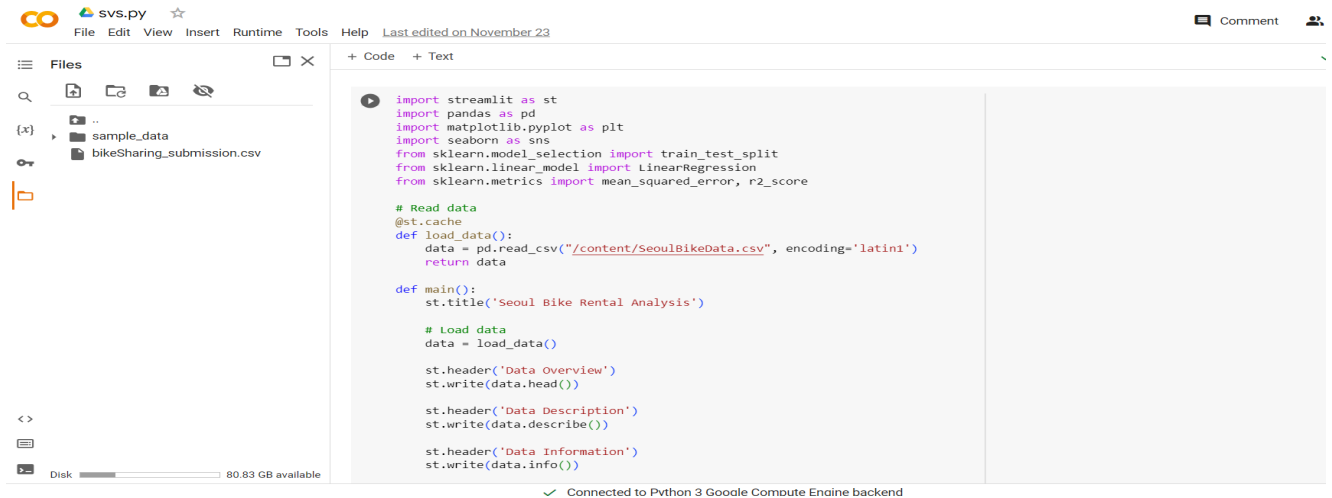 svs.py
Comment
File Edit View Insert Runtime Tools Help Last edited on November 23
Files
+ Code + Text
..
sample_data
bikeSharing_submission.csv
{x}
import streamlit as st
import pandas as pd
import matplotlib.pyplot as plt
import seaborn as sns
from sklearn.model_selection import train_test_split
from sklearn.linear_model import LinearRegression
from sklearn.metrics import mean_squared_error, r2_score
# Read data
@st.cache
def load_data():
    data = pd.read_csv("/content/SeoulBikeData.csv", encoding='latin1')
    return data
def main():
    st.title('Seoul Bike Rental Analysis')
    # Load data
    data = load_data()
    st.header('Data Overview')
    st.write(data.head())
    st.header('Data Description')
    st.write(data.describe())
    st.header('Data Information')
    st.write(data.info())
<>
Disk 80.83 GB available
Connected to Python 3 Google Compute Engine backend